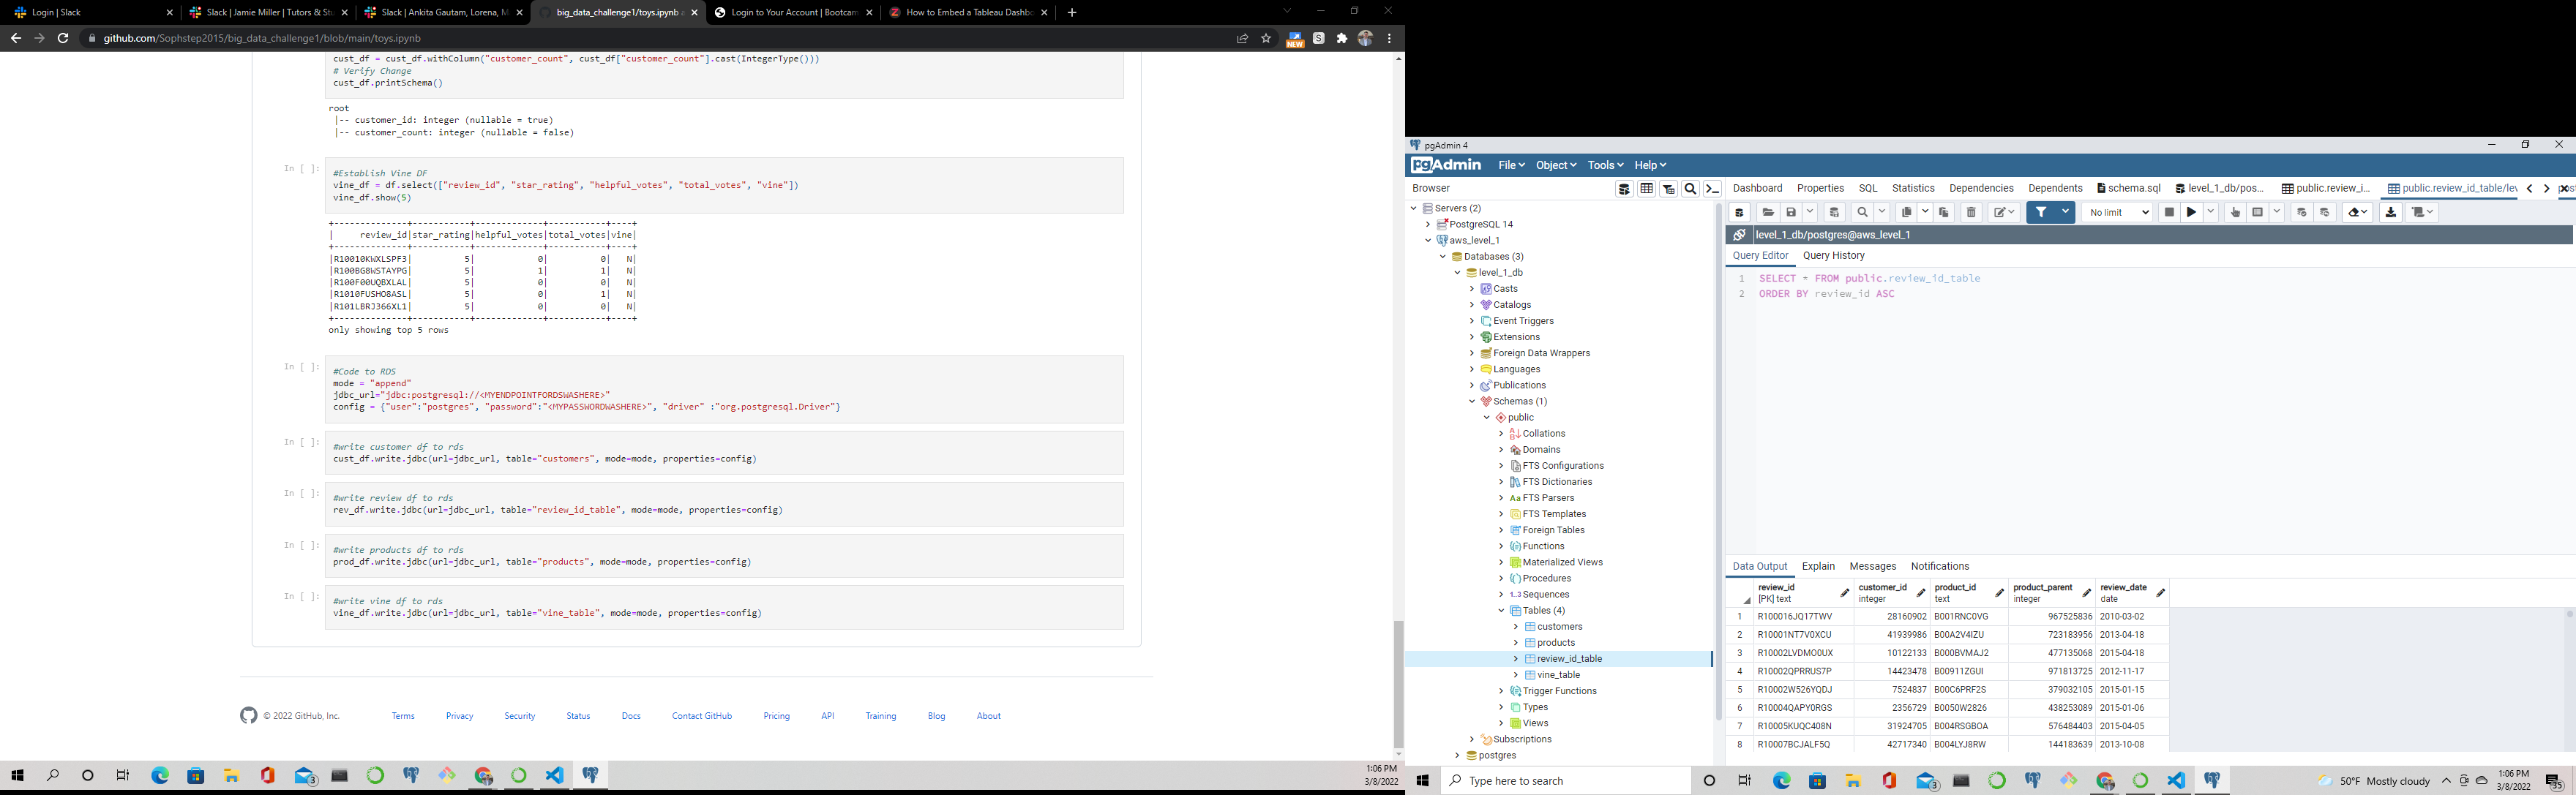 Login | Slack
Slack | Jamie Miller | Tutors & Stu
Slack | Ankita Gautam, Lorena, M
big_data_challenge1/toys.ipynb a
Login to Your Account | Bootcam
How to Embed a Tableau Dashbo
github.com/Sophstep2015/big_data_challenge1/blob/main/toys.ipynb
NEW
cust_df = cust_df.withColumn("customer_count", cust_df["customer_count"].cast(IntegerType()))
# Verify Change
cust_df.printSchema()
root
|-- customer_id: integer (nullable = true)
|-- customer_count: integer (nullable = false)
In [ ]:
#Establish Vine DF
vine_df = df.select(["review_id", "star_rating", "helpful_votes", "total_votes", "vine"])
vine_df.show(5)
+--------------+-----------+-------------+-----------+----+
|     review_id|star_rating|helpful_votes|total_votes|vine|
+--------------+-----------+-------------+-----------+----+
|R10010KWXLSPF3|          5|            0|          0|   N|
|R100BG8WSTAYPG|          5|            1|          1|   N|
|R100F00UQBXLAL|          5|            0|          0|   N|
|R1010FUSHO8ASL|          5|            0|          1|   N|
|R101LBRJ366XL1|          5|            0|          0|   N|
+--------------+-----------+-------------+-----------+----+
only showing top 5 rows
In [ ]:
#Code to RDS
mode = "append"
jdbc_url="jdbc:postgresql://<MYENDPOINTFORDSWASHERE>"
config = {"user":"postgres", "password":"<MYPASSWORDWASHERE>", "driver" :"org.postgresql.Driver"}
In [ ]:
#write customer df to rds
cust_df.write.jdbc(url=jdbc_url, table="customers", mode=mode, properties=config)
In [ ]:
#write review df to rds
rev_df.write.jdbc(url=jdbc_url, table="review_id_table", mode=mode, properties=config)
In [ ]:
#write products df to rds
prod_df.write.jdbc(url=jdbc_url, table="products", mode=mode, properties=config)
In [ ]:
#write vine df to rds
vine_df.write.jdbc(url=jdbc_url, table="vine_table", mode=mode, properties=config)
© 2022 GitHub, Inc. Terms Privacy Security Status Docs Contact GitHub Pricing API Training Blog About
1:06 PM
3/8/2022
pgAdmin 4
pgAdmin File Object Tools Help
Browser
Servers (2)
PostgreSQL 14
aws_level_1
Databases (3)
level_1_db
Casts
Catalogs
Event Triggers
Extensions
Foreign Data Wrappers
Languages
Publications
Schemas (1)
public
Collations
Domains
FTS Configurations
FTS Dictionaries
Aa FTS Parsers
FTS Templates
Foreign Tables
Functions
Materialized Views
Procedures
1..3 Sequences
Tables (4)
customers
products
review_id_table
vine_table
Trigger Functions
Types
Views
Subscriptions
postgres
Dashboard Properties SQL Statistics Dependencies Dependents schema.sql level_1_db/pos... public.review_i... public.review_id_table/lev
No limit
level_1_db/postgres@aws_level_1
Query Editor Query History
1 SELECT * FROM public.review_id_table
2 ORDER BY review_id ASC
Data Output Explain Messages Notifications
review_id customer_id product_id product_parent review_date
[PK] text integer text integer date
1 R100016JQ17TWV 28160902 B001RNC0VG 967525836 2010-03-02
2 R10001NT7V0XCU 41939986 B00A2V4IZU 723183956 2013-04-18
3 R10002LVDMO0UX 10122133 B000BVMAJ2 477135068 2015-04-18
4 R10002QPRRUS7P 14423478 B00911ZGUI 971813725 2012-11-17
5 R10002W526YQDJ 7524837 B00C6PRF2S 379032105 2015-01-15
6 R10004QAPY0RGS 2356729 B0050W2826 438253089 2015-01-06
7 R10005KUQC408N 31924705 B004RSGBOA 576484403 2015-04-05
8 R10007BCJALF5Q 42717340 B004LYJ8RW 144183639 2013-10-08
Type here to search
50°F Mostly cloudy
1:06 PM
3/8/2022
35